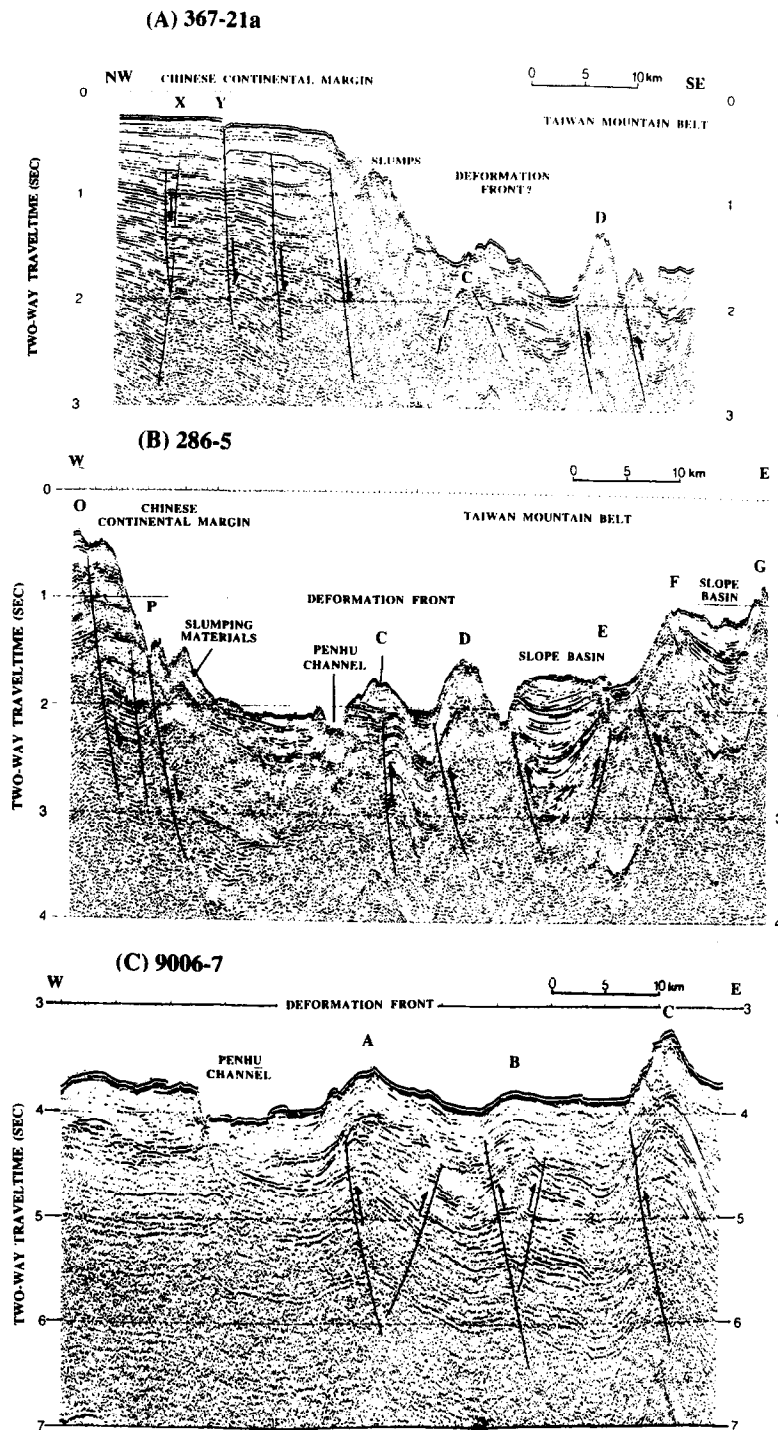 (A) 367-21a
NW CHINESE CONTINENTAL MARGIN 0 5 10 km SE
0 X Y 0
TAIWAN MOUNTAIN BELT
SLUMPS
DEFORMATION
FRONT?
1 D 1
C
2 2
3 3
TWO-WAY TRAVELTIME (SEC)
(B) 286-5
W 0 5 10 km E
0
O CHINESE
CONTINENTAL MARGIN TAIWAN MOUNTAIN BELT
1 P DEFORMATION FRONT F SLOPE BASIN G
SLUMPING
MATERIALS
PENHU
CHANNEL
C D SLOPE BASIN E
2 2
3 3
4 4
TWO-WAY TRAVELTIME (SEC)
(C) 9006-7
W 0 5 10 km E
3 DEFORMATION FRONT 3
C
PENHU
CHANNEL
A B
4 4
5 5
6 6
7 7
TWO-WAY TRAVELTIME (SEC)